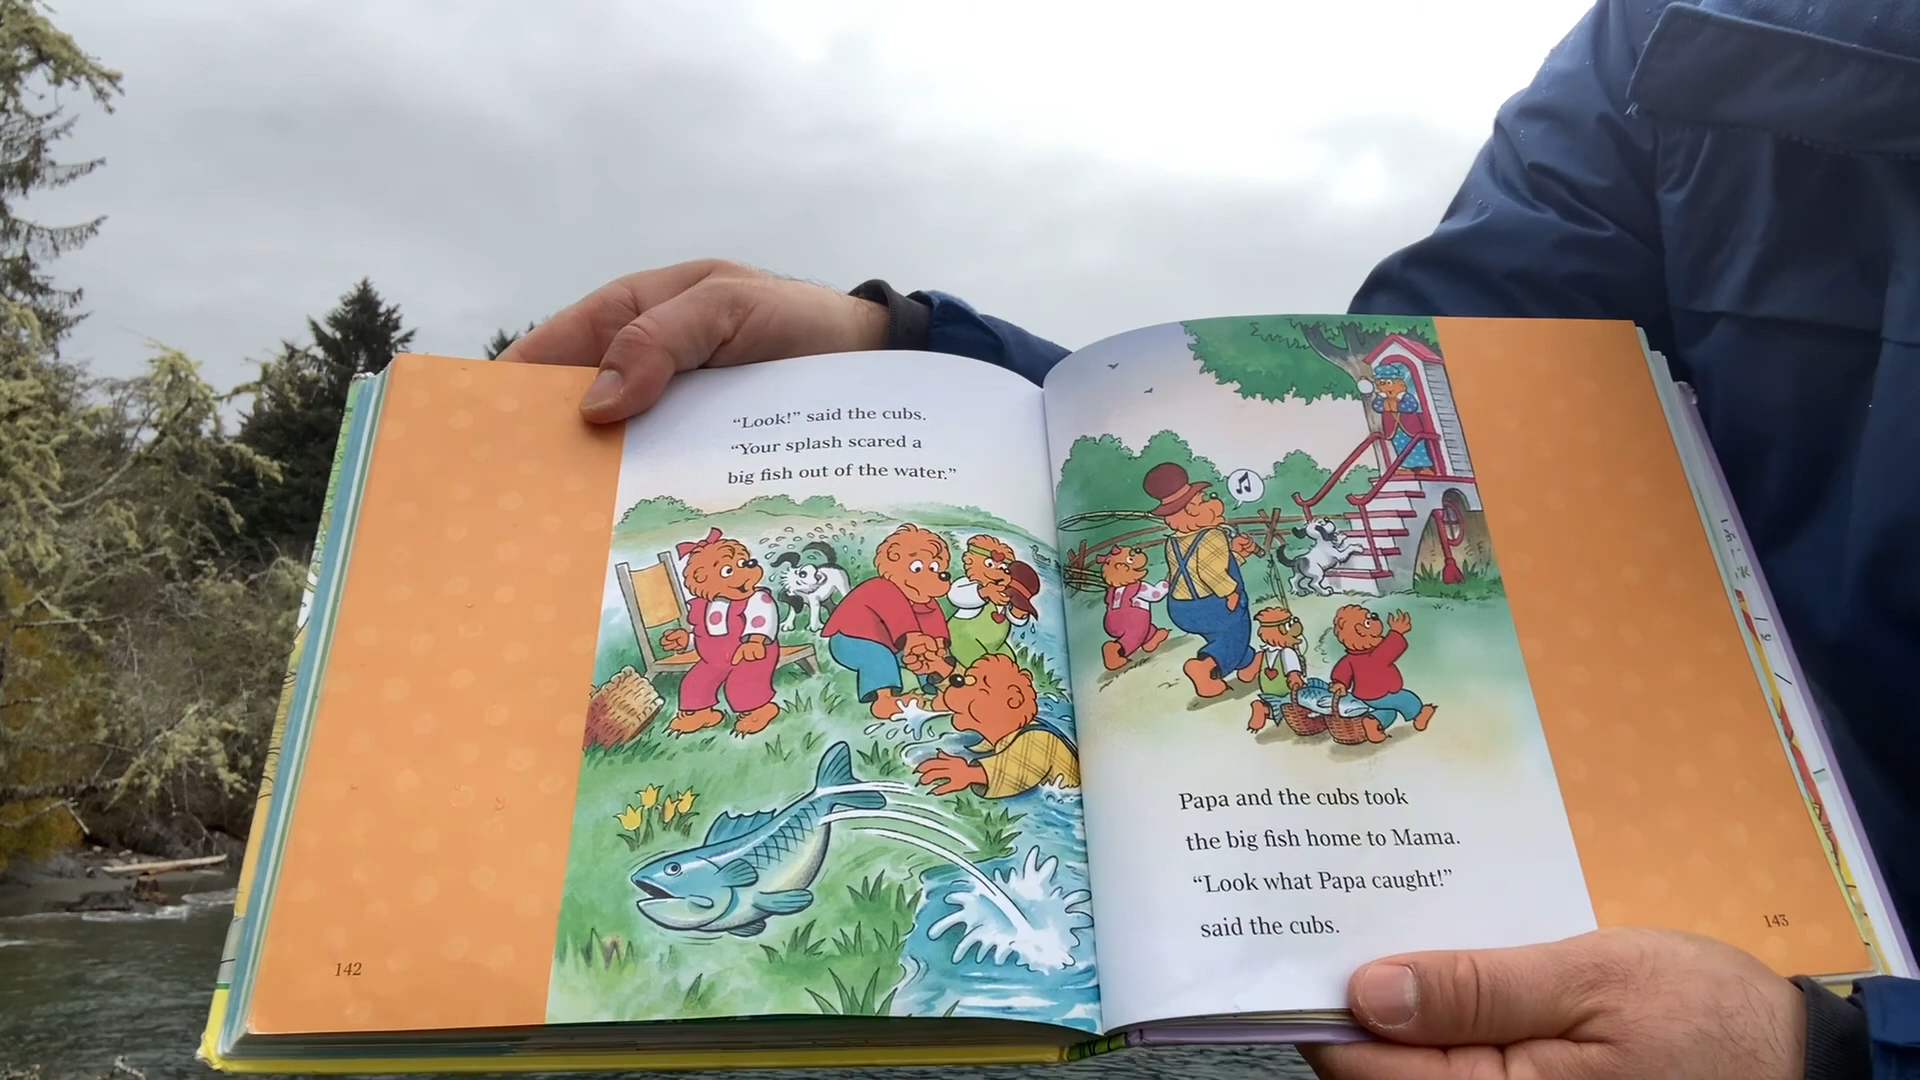 “Look!” said the cubs.
“Your splash scared a
big fish out of the water.”
142
Papa and the cubs took
the big fish home to Mama.
“Look what Papa caught!”
said the cubs.
143